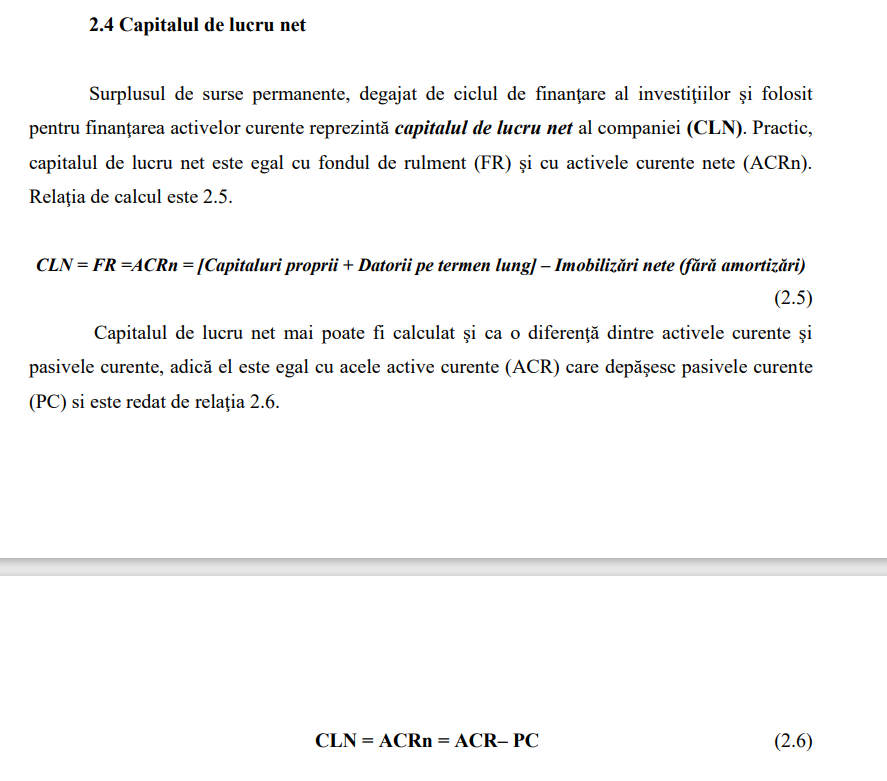 2.4 Capitalul de lucru net
Surplusul de surse permanente, degajat de ciclul de finanţare al investiţiilor şi folosit
pentru finanţarea activelor curente reprezintă capitalul de lucru net al companiei (CLN). Practic,
capitalul de lucru net este egal cu fondul de rulment (FR) şi cu activele curente nete (ACRn).
Relaţia de calcul este 2.5.
CLN = FR =ACRn = [Capitaluri proprii + Datorii pe termen lung] – Imobilizări nete (fără amortizări)
(2.5)
Capitalul de lucru net mai poate fi calculat şi ca o diferenţă dintre activele curente şi
pasivele curente, adică el este egal cu acele active curente (ACR) care depăşesc pasivele curente
(PC) si este redat de relaţia 2.6.
CLN = ACRn = ACR– PC (2.6)